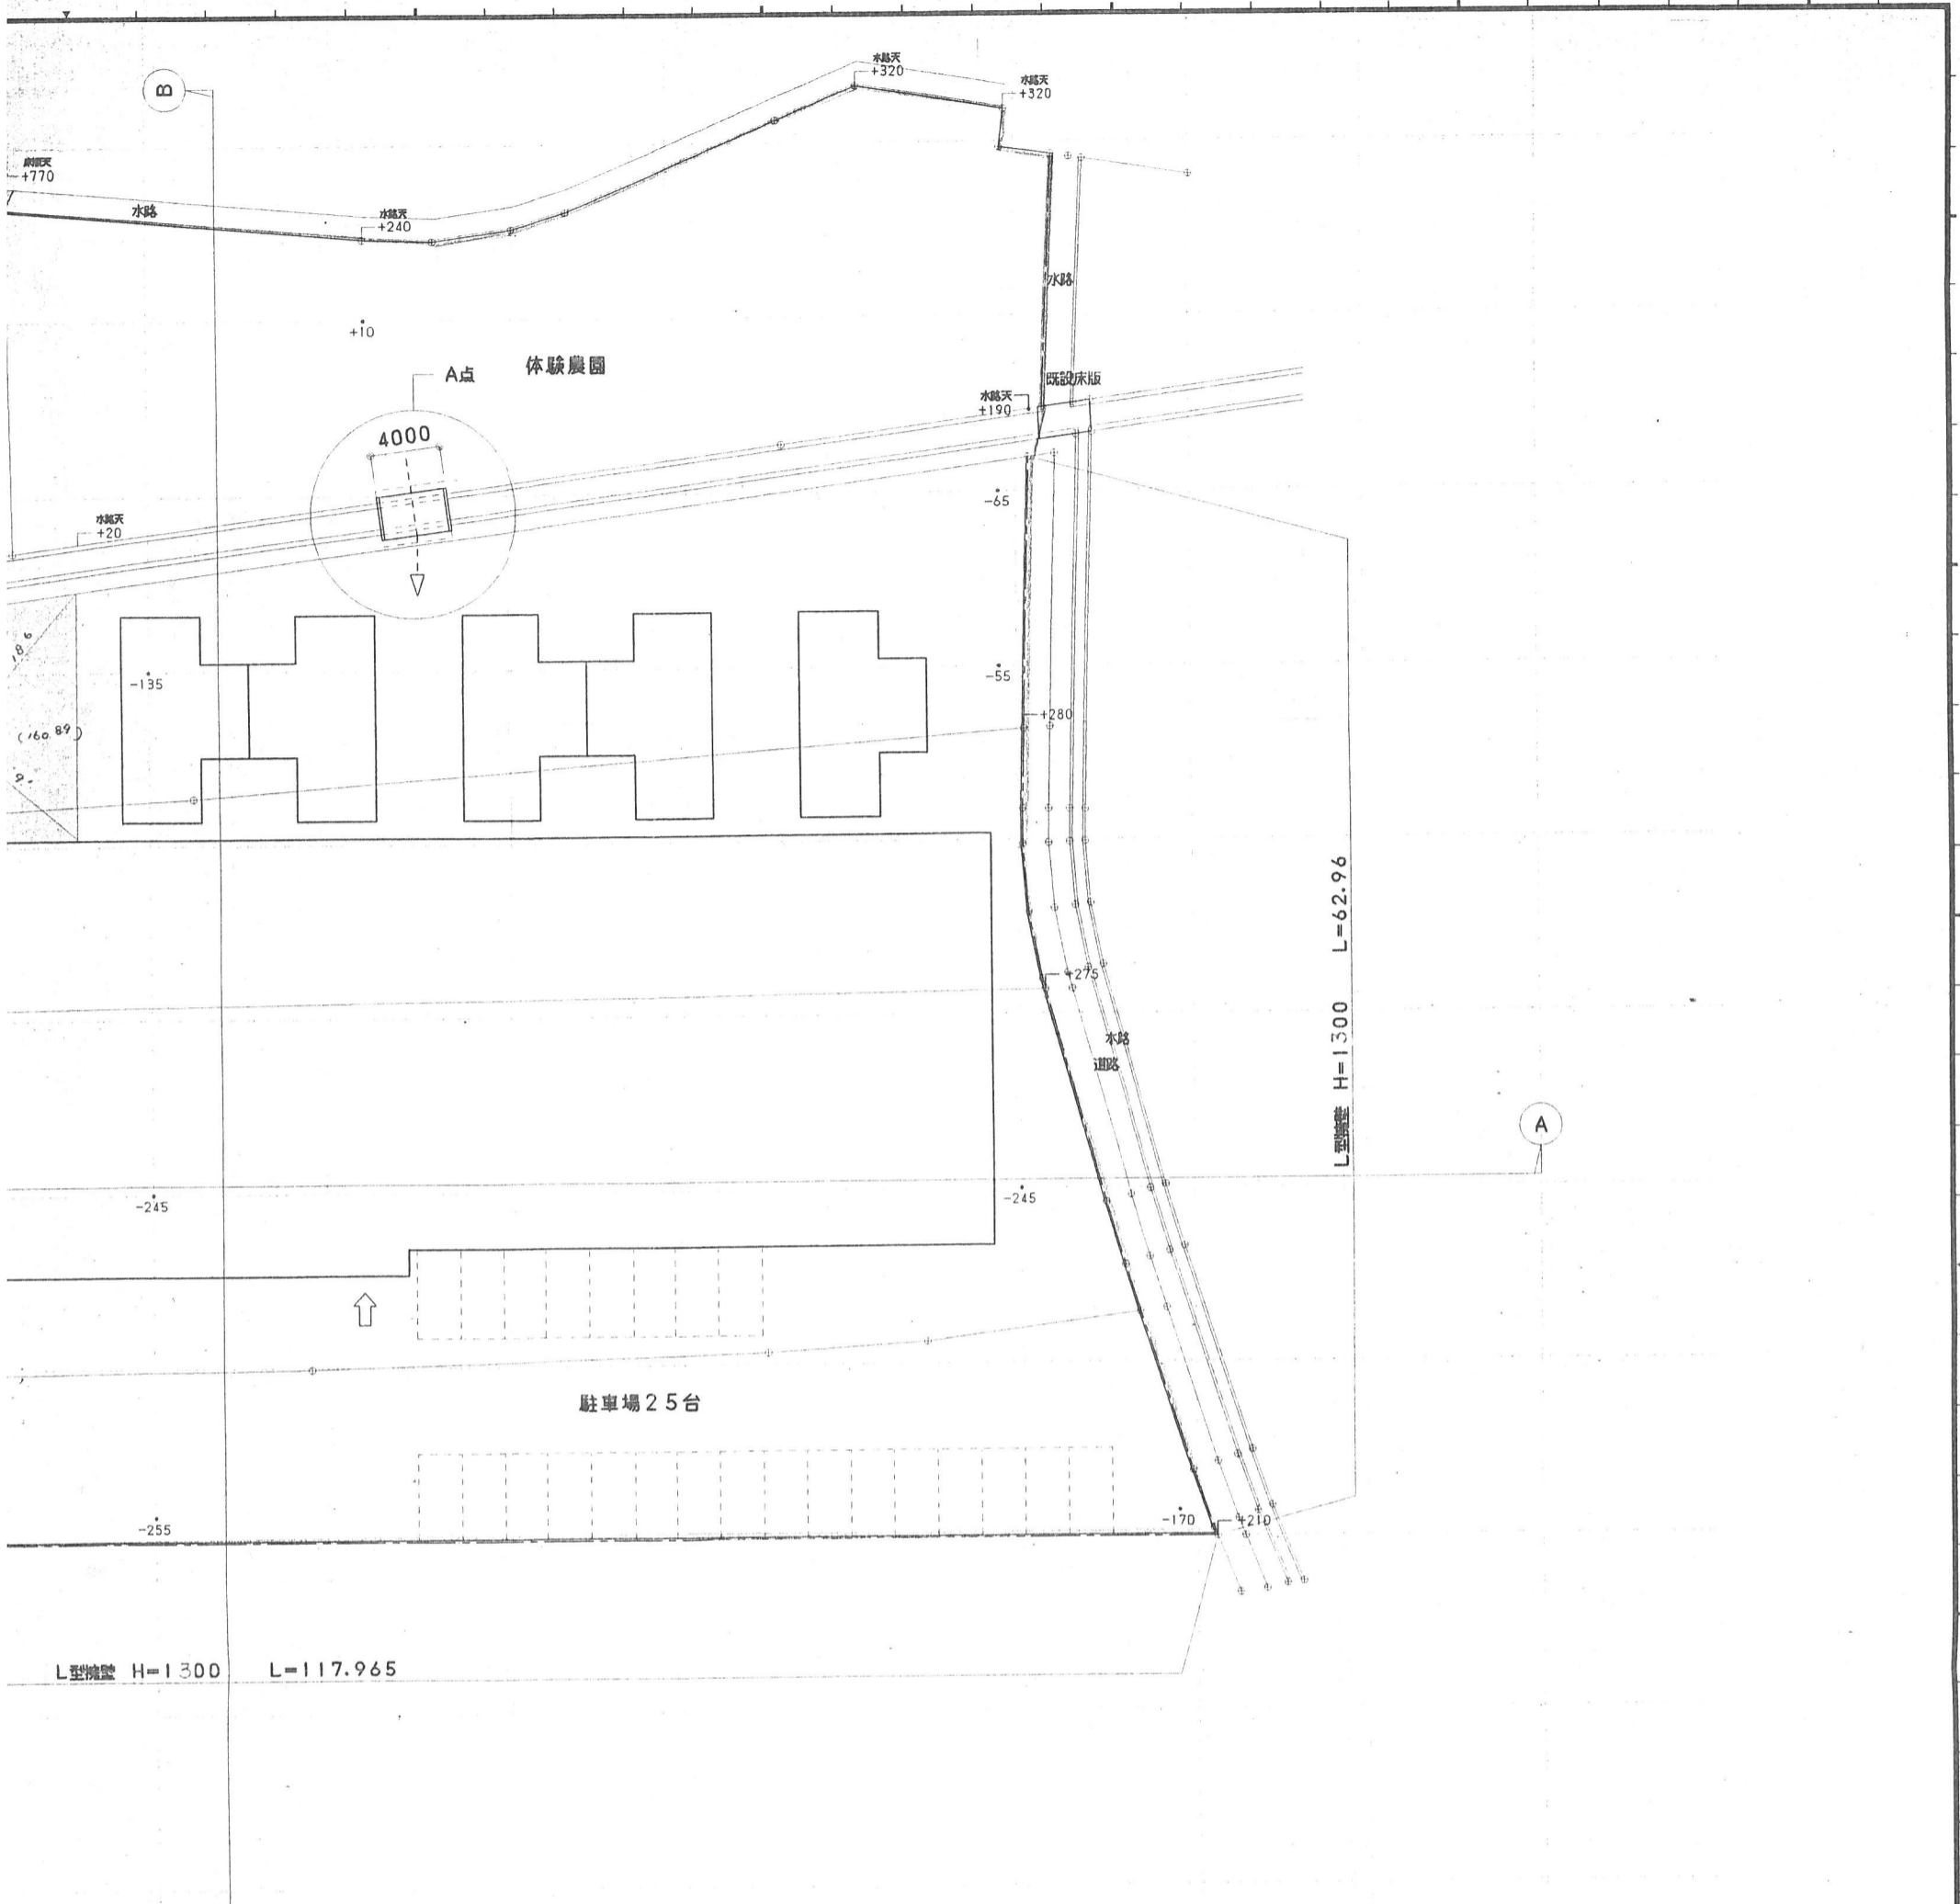 B
水路天
+320
水路天
+320
+770
水路
水路天
+240
水路
+10
A点
体験農園
既設床版
水路天
±190
4000
水路天
+20
-65
-135
-55
+280
(160.89)
+275
水路
道路
L型擁壁 H=1300 L=62.96
A
-245
-245
駐車場25台
-255
-170
+210
L型擁壁 H=1300 L=117.965